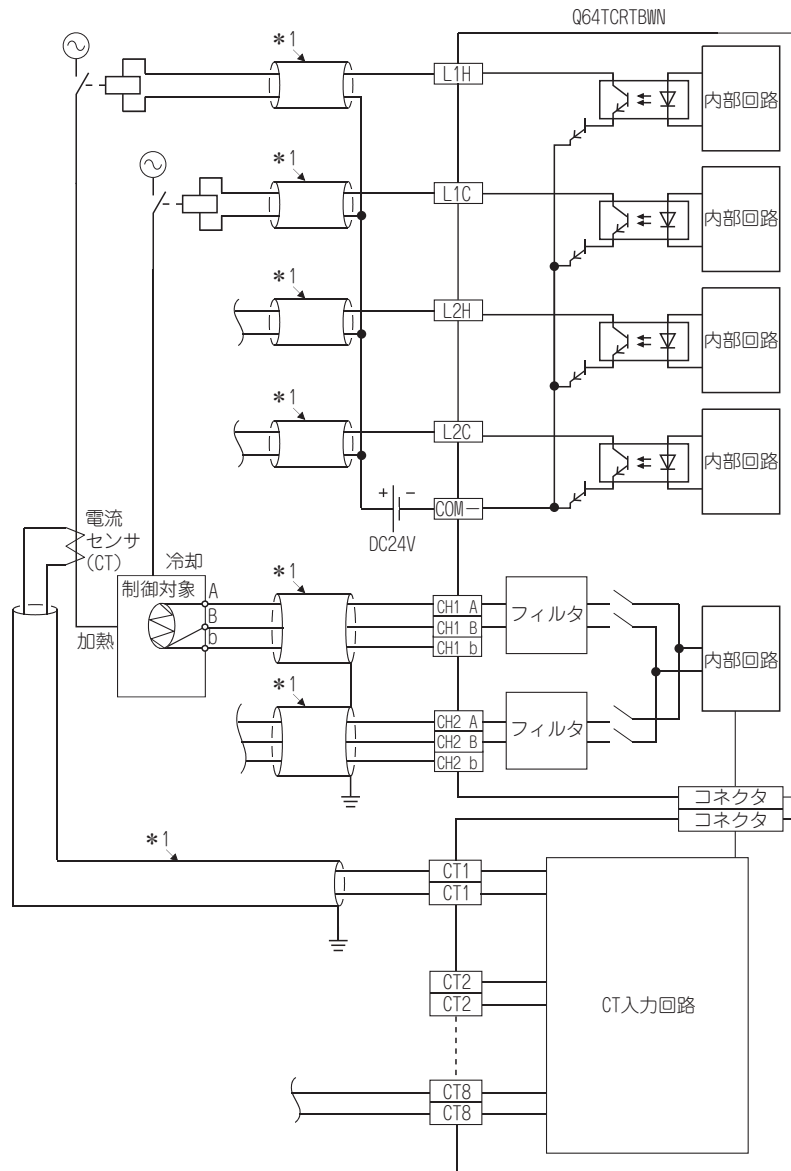 Q64TCRTBWN
*1
L1H
内部回路
*1
L1C
内部回路
*1
L2H
内部回路
*1
L2C
内部回路
+ -
COM-
DC24V
電流
センサ
(CT)
冷却
制御対象
A
B
b
加熱
*1
CH1 A
CH1 B
CH1 b
フィルタ
内部回路
*1
CH2 A
CH2 B
CH2 b
フィルタ
コネクタ
コネクタ
*1
CT1
CT1
CT2
CT2
CT入力回路
CT8
CT8